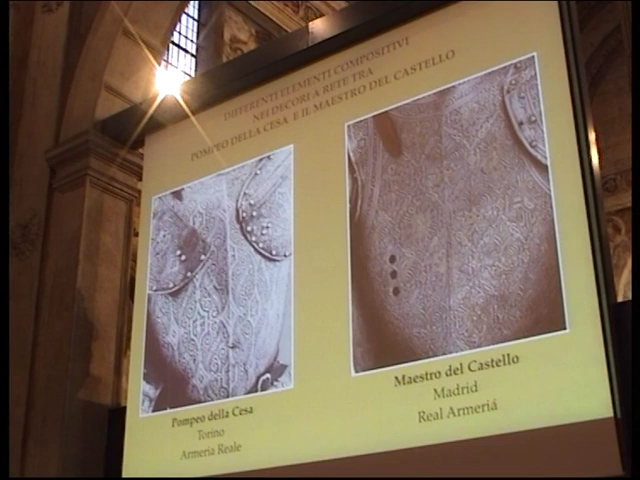 DIFFERENTI ELEMENTI COMPOSITIVI
NEI DECORI A RETE TRA
POMPEO DELLA CESA E IL MAESTRO DEL CASTELLO
Pompeo della Cesa
Torino
Armeria Reale
Maestro del Castello
Madrid
Real Armeriá